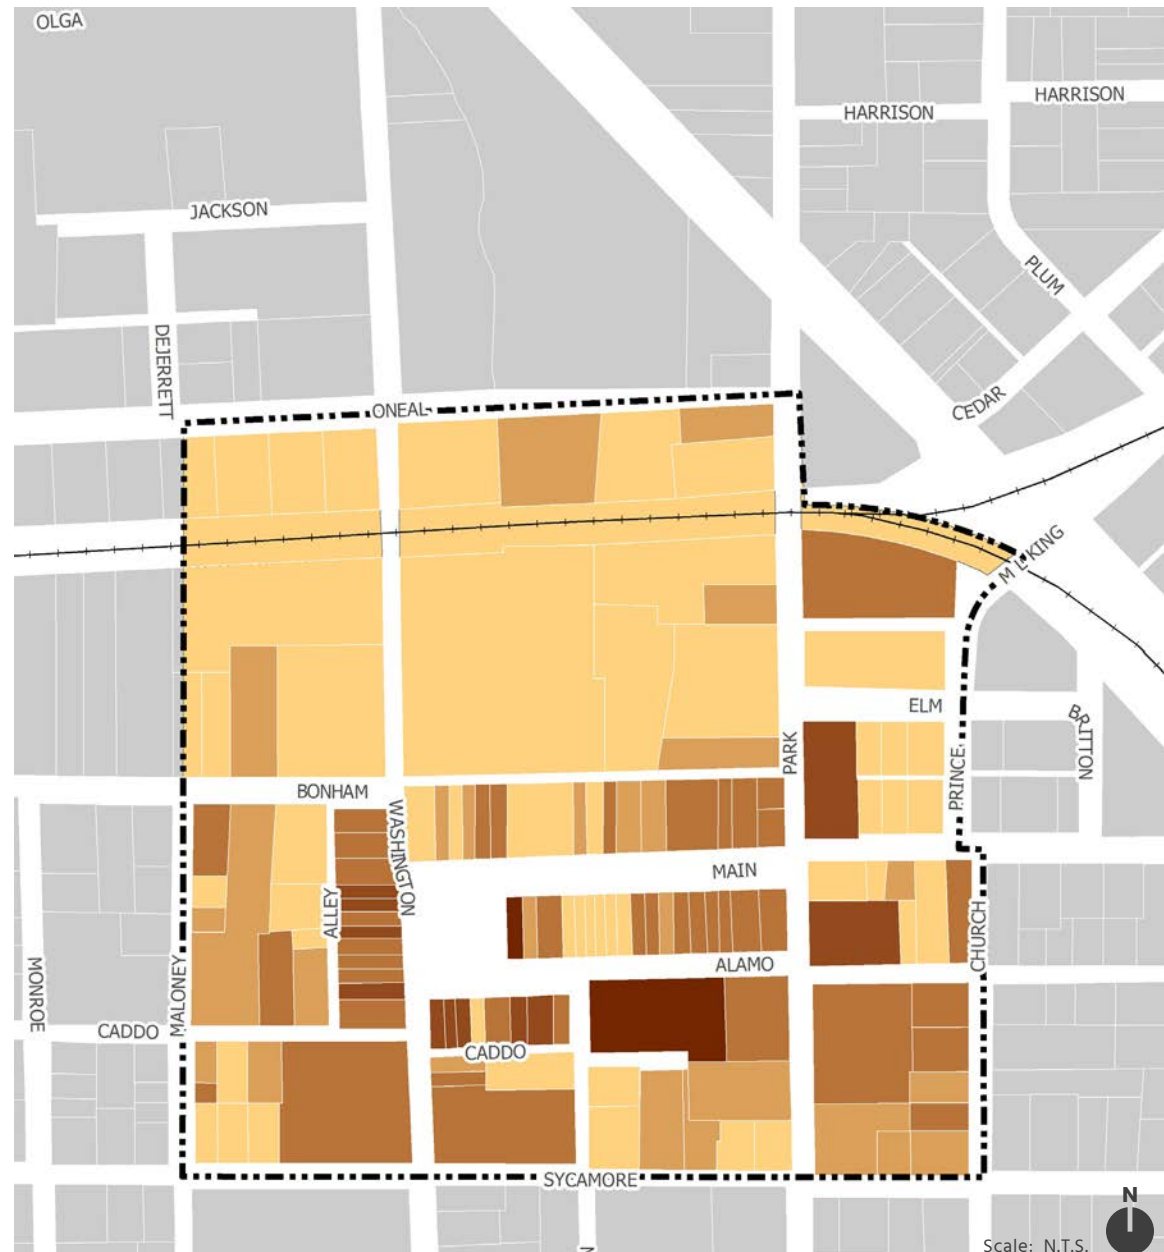 OLGA
HARRISON
HARRISON
JACKSON
PLUM
DEJERRETT
CEDAR
ONEAL
M L KING
ELM
BRITTON
PARK
PRINCE
BONHAM
WASHINGTON
MAIN
ALLEY
CHURCH
ALAMO
MONROE
MALONEY
CADDO
CADDO
SYCAMORE
N
Scale: N.T.S.